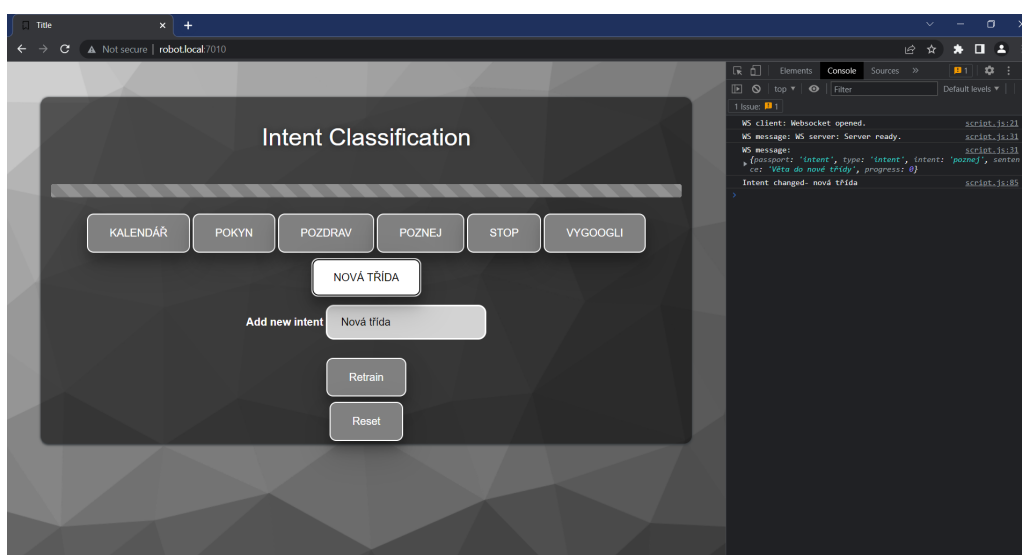 Title
Not secure | robot.local:7010
Elements Console Sources »
1
top
Filter
Default levels
1 Issue: 1
WS client: Websocket opened. script.js:21
WS message: WS server: Server ready. script.js:31
WS message: script.js:31
{passport: 'intent', type: 'intent', intent: 'poznej', senten
ce: 'Věta do nové třídy', progress: 0}
Intent changed- nová třída script.js:85
Intent Classification
KALENDÁŘ POKYN POZDRAV POZNEJ STOP VYGOOGLI
NOVÁ TŘÍDA
Add new intent Nová třída
Retrain
Reset